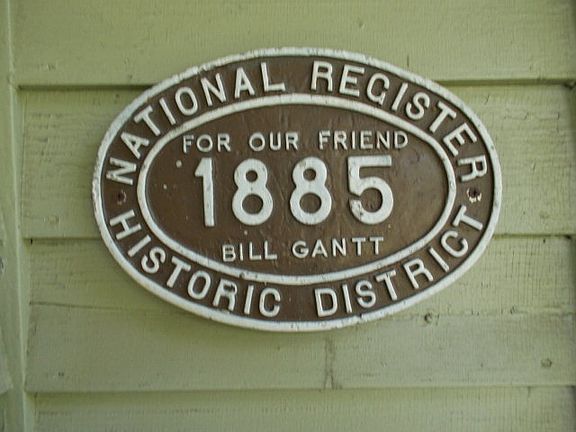 NATIONAL REGISTER
FOR OUR FRIEND
1885
BILL GANTT
HISTORIC DISTRICT